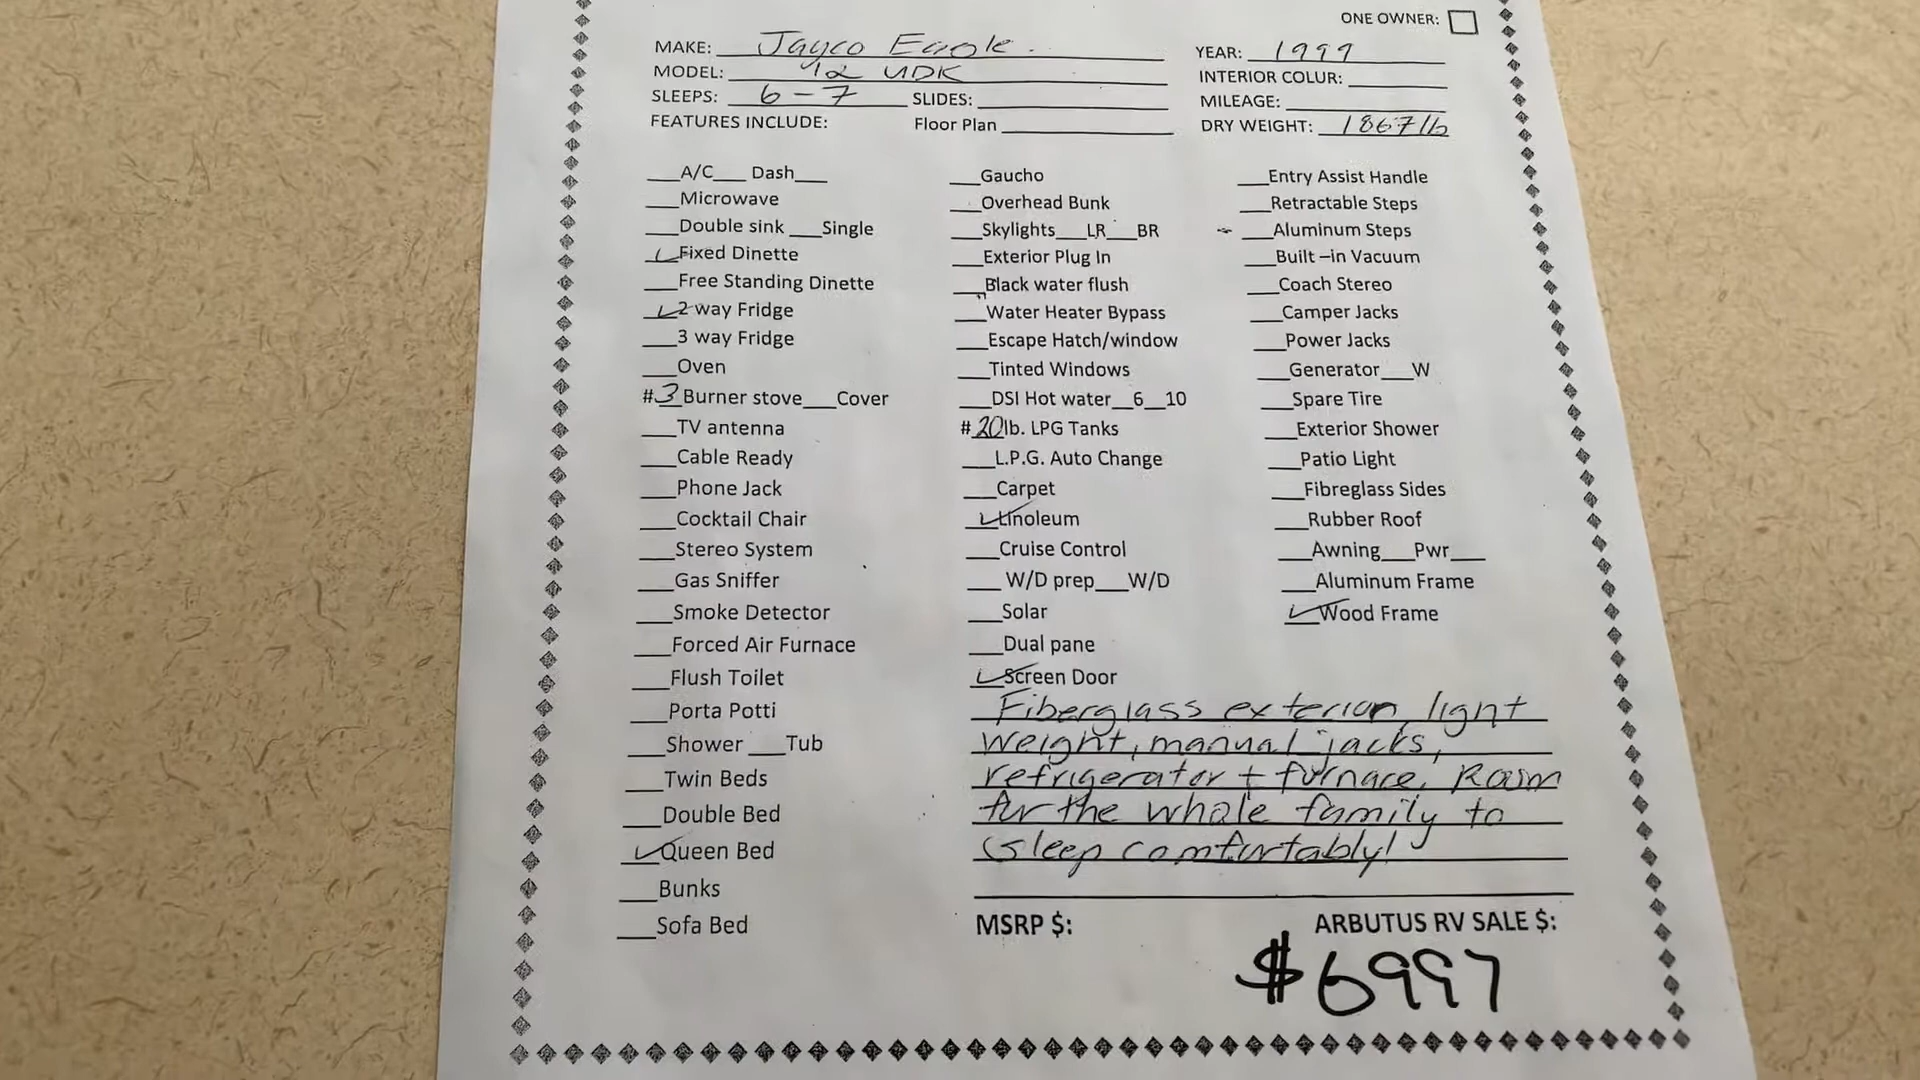 ONE OWNER:
MAKE: Jayco Eagle.
YEAR: 1999
MODEL: 12 UDK
INTERIOR COLUR:
SLEEPS: 6-7 SLIDES:
MILEAGE:
FEATURES INCLUDE: Floor Plan
DRY WEIGHT: 1867 lb
A/C Dash
Microwave
Double sink Single
Fixed Dinette
Free Standing Dinette
2 way Fridge
3 way Fridge
Oven
#3 Burner stove Cover
TV antenna
Cable Ready
Phone Jack
Cocktail Chair
Stereo System
Gas Sniffer
Smoke Detector
Forced Air Furnace
Flush Toilet
Porta Potti
Shower Tub
Twin Beds
Double Bed
Queen Bed
Bunks
Sofa Bed
Gaucho
Overhead Bunk
Skylights LR BR
Exterior Plug In
Black water flush
Water Heater Bypass
Escape Hatch/window
Tinted Windows
DSI Hot water 6 10
#20lb. LPG Tanks
L.P.G. Auto Change
Carpet
Linoleum
Cruise Control
W/D prep W/D
Solar
Dual pane
Screen Door
Entry Assist Handle
Retractable Steps
Aluminum Steps
Built –in Vacuum
Coach Stereo
Camper Jacks
Power Jacks
Generator W
Spare Tire
Exterior Shower
Patio Light
Fibreglass Sides
Rubber Roof
Awning Pwr
Aluminum Frame
Wood Frame
Fiberglass exterior, light
weight, manual jacks,
refrigerator + furnace. Room
for the whole family to
sleep comfortably!
MSRP $:
ARBUTUS RV SALE $:
$6997